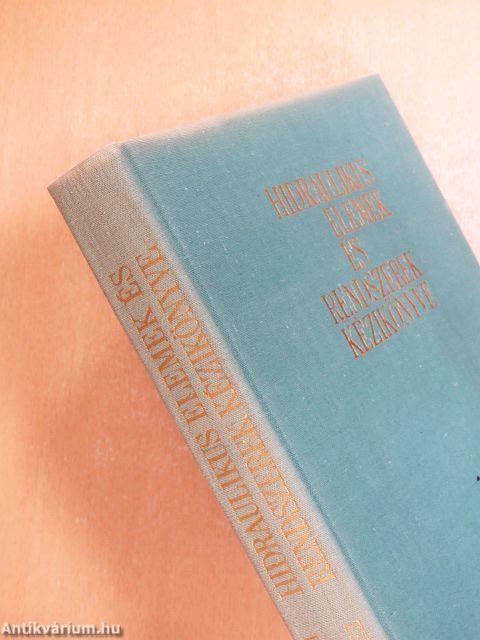 HIDRAULIKUS
ELEMEK
ÉS
RENDSZEREK
KÉZIKÖNYVE
HIDRAULIKUS ELEMEK ÉS
RENDSZEREK KÉZIKÖNYVE
Antikvárium.hu